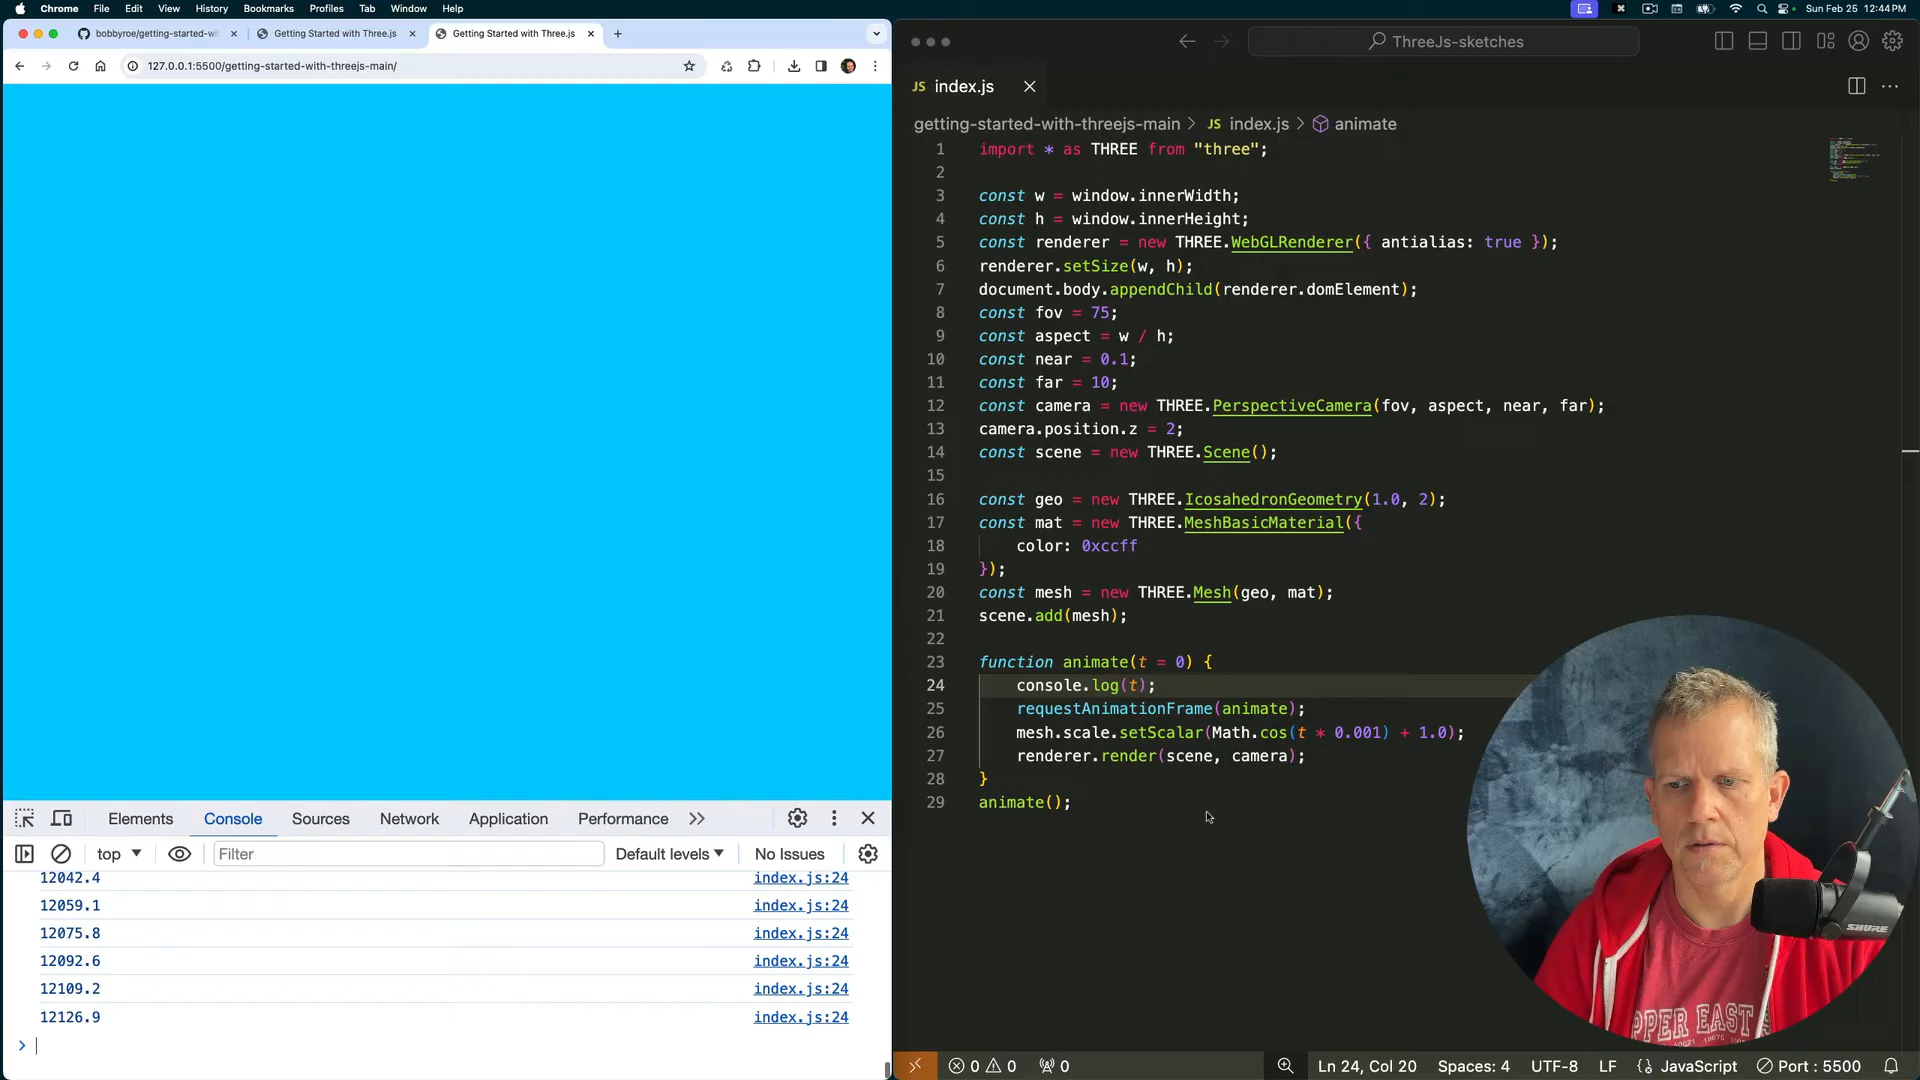 Chrome File Edit View History Bookmarks Profiles Tab Window Help Sun Feb 25 12:44 PM
bobbyroe/getting-started-wit
Getting Started with Three.js
Getting Started with Three.js
127.0.0.1:5500/getting-started-with-threejs-main/
ThreeJs-sketches
JS index.js
getting-started-with-threejs-main > JS index.js > animate
1 import * as THREE from "three";
2
3 const w = window.innerWidth;
4 const h = window.innerHeight;
5 const renderer = new THREE.WebGLRenderer({ antialias: true });
6 renderer.setSize(w, h);
7 document.body.appendChild(renderer.domElement);
8 const fov = 75;
9 const aspect = w / h;
10 const near = 0.1;
11 const far = 10;
12 const camera = new THREE.PerspectiveCamera(fov, aspect, near, far);
13 camera.position.z = 2;
14 const scene = new THREE.Scene();
15
16 const geo = new THREE.IcosahedronGeometry(1.0, 2);
17 const mat = new THREE.MeshBasicMaterial({
18 color: 0xccff
19 });
20 const mesh = new THREE.Mesh(geo, mat);
21 scene.add(mesh);
22
23 function animate(t = 0) {
24 console.log(t);
25 requestAnimationFrame(animate);
26 mesh.scale.setScalar(Math.cos(t * 0.001) + 1.0);
27 renderer.render(scene, camera);
28 }
29 animate();
Elements Console Sources Network Application Performance »
top Filter Default levels No Issues
12042.4 index.js:24
12059.1 index.js:24
12075.8 index.js:24
12092.6 index.js:24
12109.2 index.js:24
12126.9 index.js:24
>
SHURE
UPPER EAST
0 0 0 Ln 24, Col 20 Spaces: 4 UTF-8 LF {} JavaScript Port : 5500